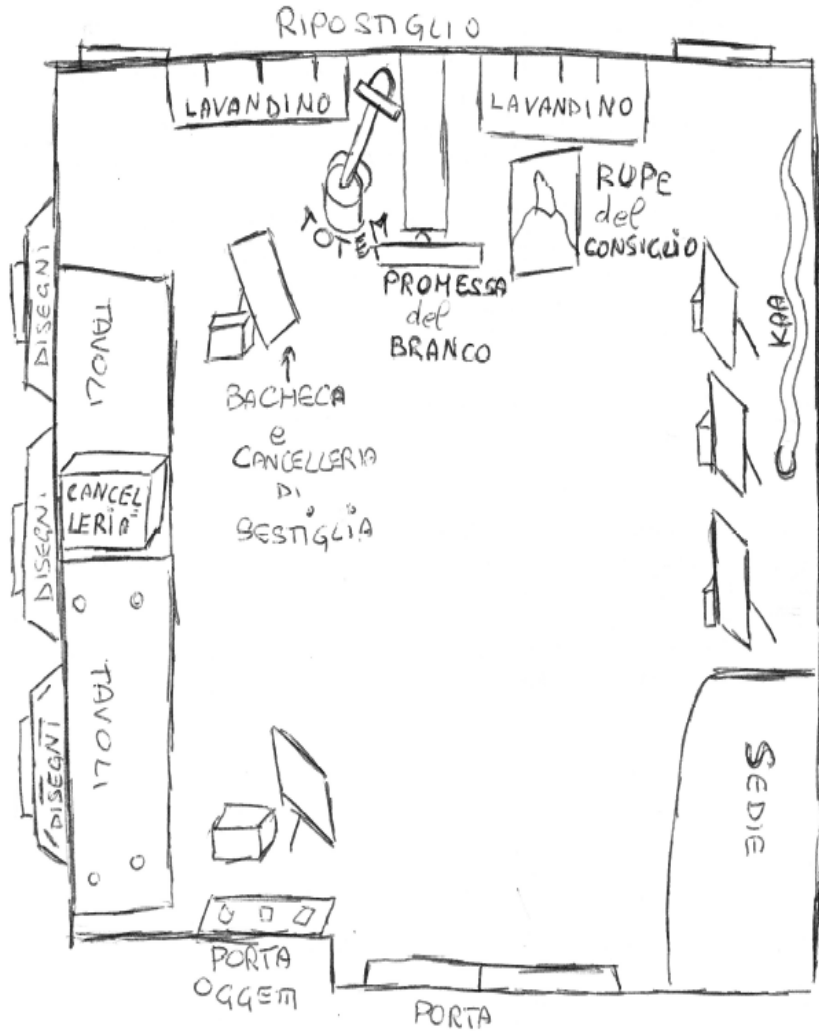 RIPOSTIGLIO
LAVANDINO
LAVANDINO
TOTEM
RUPE
del
CONSIGLIO
PROMESSA
del
BRANCO
DISEGNI
TAVOLI
KAA
BACHECA
e
CANCELLERIA
DI
SESTIGLIA
CANCEL
LERIA
DISEGNI
TAVOLI
DISEGNI
SEDIE
PORTA
OGGETTI
PORTA